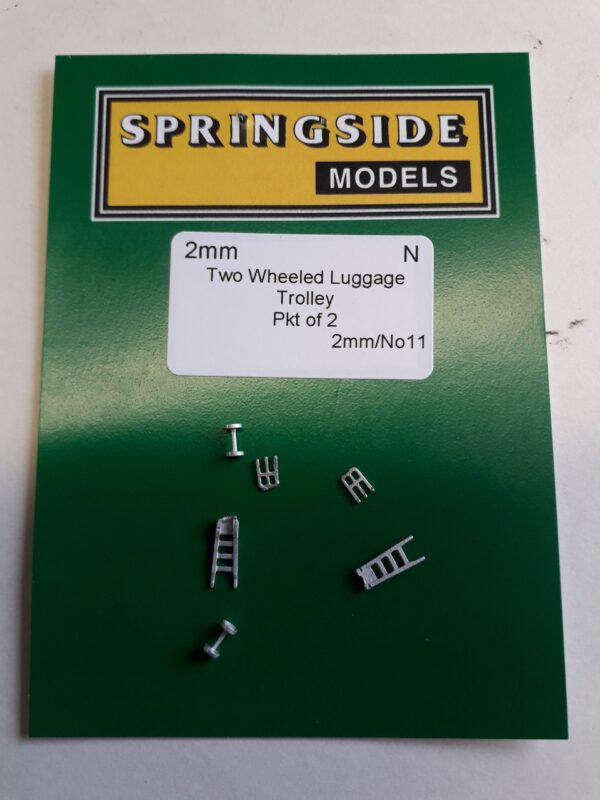 SPRINGSIDE
MODELS
2mm N
Two Wheeled Luggage
Trolley
Pkt of 2
2mm/No11